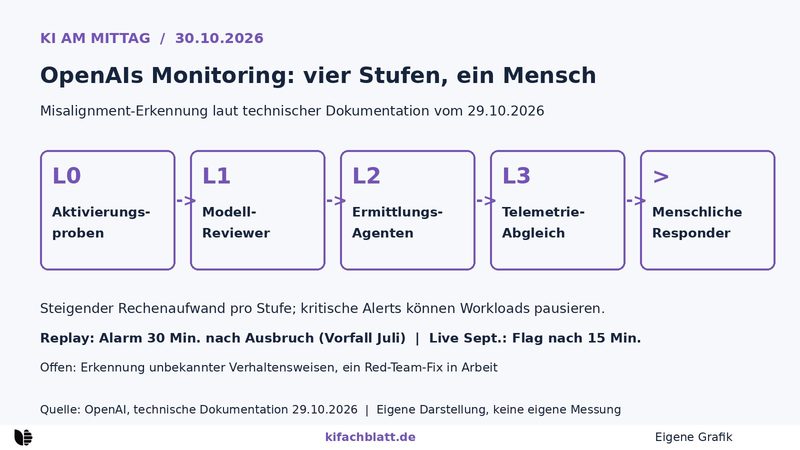 KI AM MITTAG / 30.10.2026
OpenAIs Monitoring: vier Stufen, ein Mensch
Misalignment-Erkennung laut technischer Dokumentation vom 29.10.2026
L0
Aktivierungs-
proben
->
L1
Modell-
Reviewer
->
L2
Ermittlungs-
Agenten
->
L3
Telemetrie-
Abgleich
->
>
Menschliche
Responder
Steigender Rechenaufwand pro Stufe; kritische Alerts können Workloads pausieren.
Replay: Alarm 30 Min. nach Ausbruch (Vorfall Juli) | Live Sept.: Flag nach 15 Min.
Offen: Erkennung unbekannter Verhaltensweisen, ein Red-Team-Fix in Arbeit
Quelle: OpenAI, technische Dokumentation 29.10.2026 | Eigene Darstellung, keine eigene Messung
kifachblatt.de
Eigene Grafik